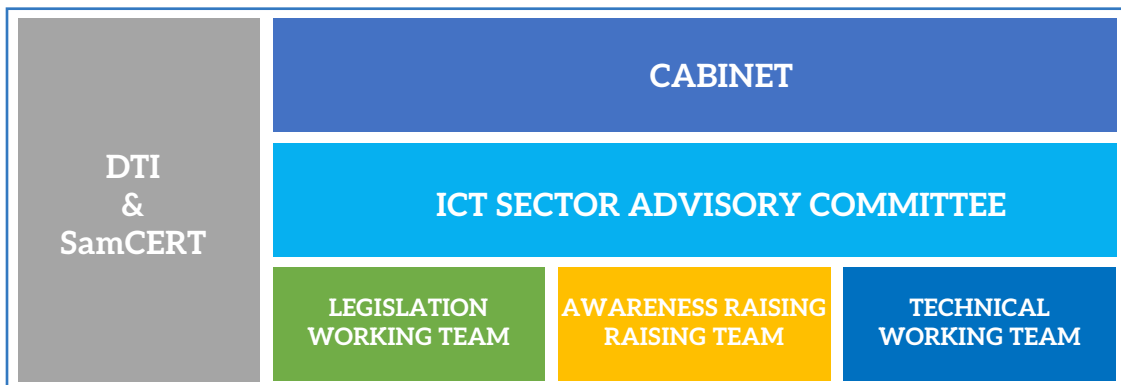 DTI
&
SamCERT
CABINET
ICT SECTOR ADVISORY COMMITTEE
LEGISLATION
WORKING TEAM
AWARENESS RAISING
RAISING TEAM
TECHNICAL
WORKING TEAM